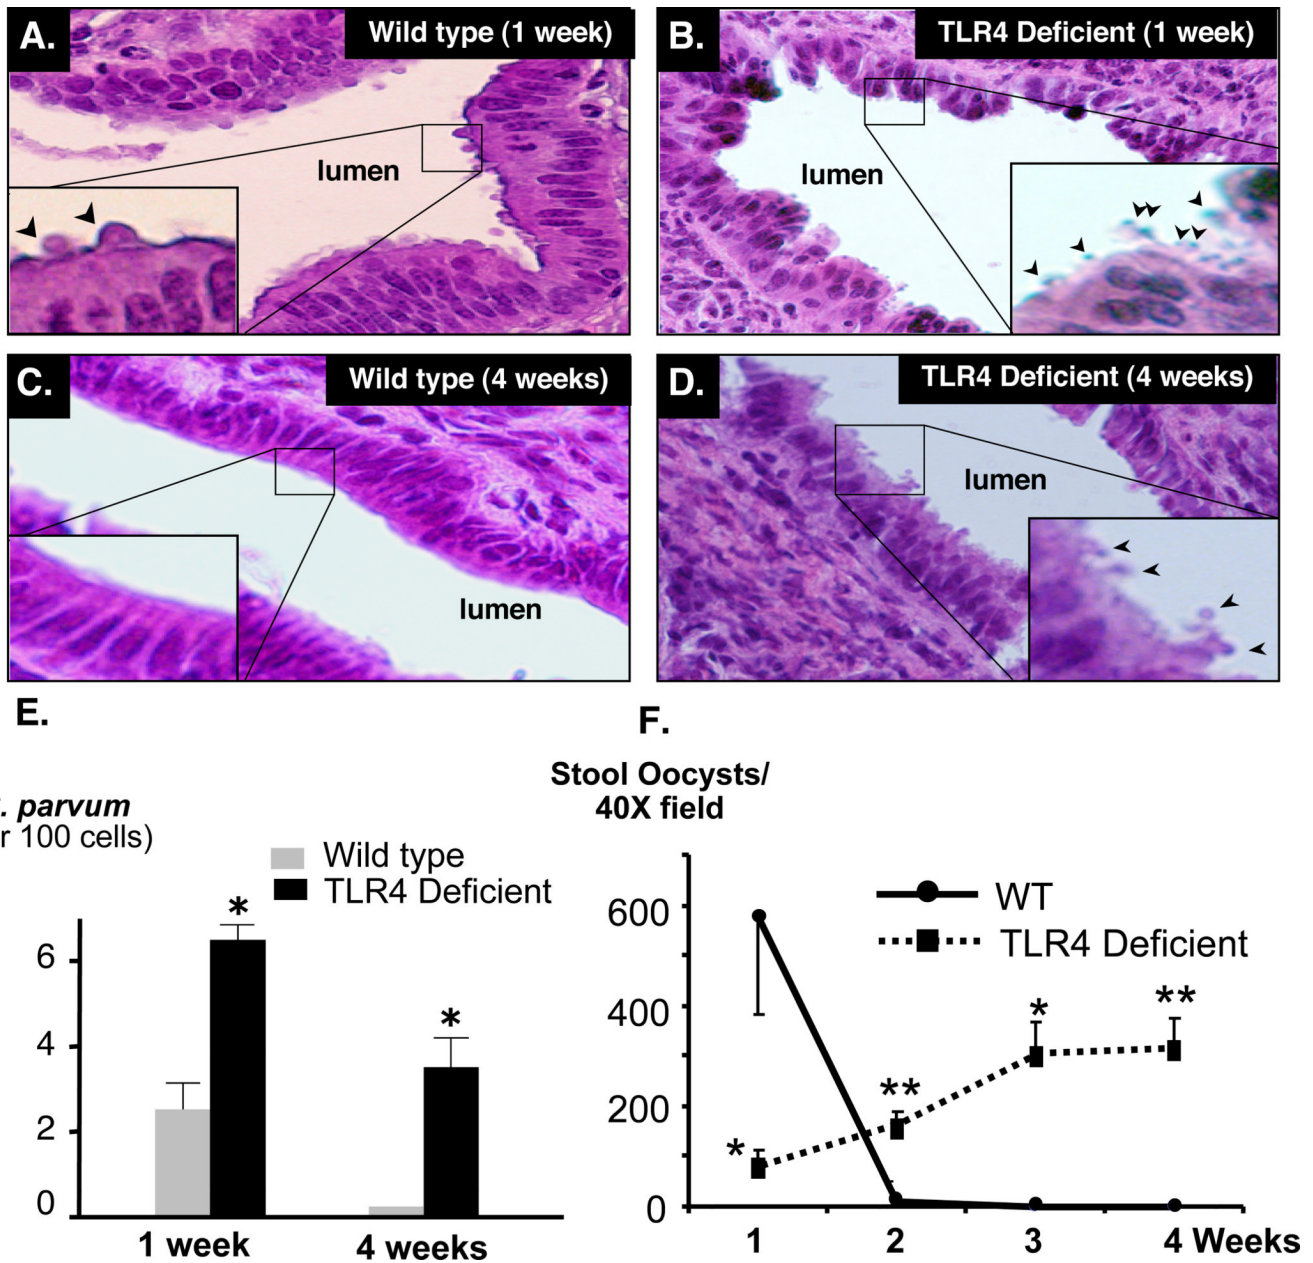 A.
Wild type (1 week)
lumen
B.
TLR4 Deficient (1 week)
lumen
C.
Wild type (4 weeks)
lumen
D.
TLR4 Deficient (4 weeks)
lumen
E.
. parvum
r 100 cells)
Wild type
TLR4 Deficient
*
*
6
4
2
0
1 week
4 weeks
F.
Stool Oocysts/
40X field
WT
TLR4 Deficient
600
400
200
0
*
**
*
**
1 2 3 4 Weeks